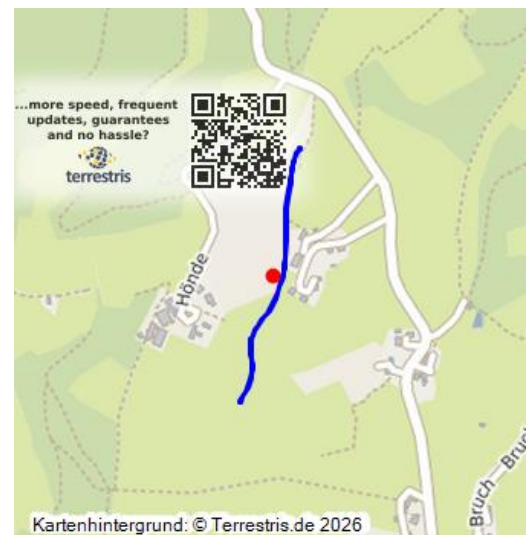 ...more speed, frequent
updates, guarantees
and no hassle?
terrestris
Hönde
Bruch
Bruch
Kartenhintergrund: © Terrestris.de 2026